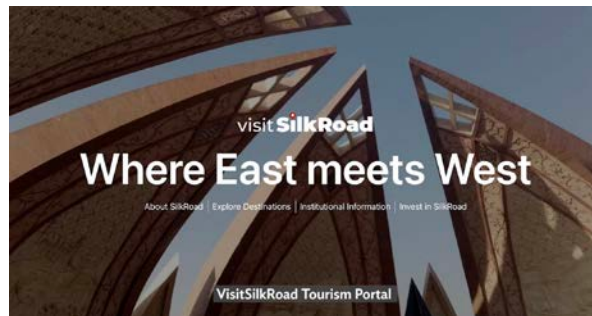 visit SilkRoad
Where East meets West
About SilkRoad | Explore Destinations | Institutional Information | Invest in SilkRoad
VisitSilkRoad Tourism Portal